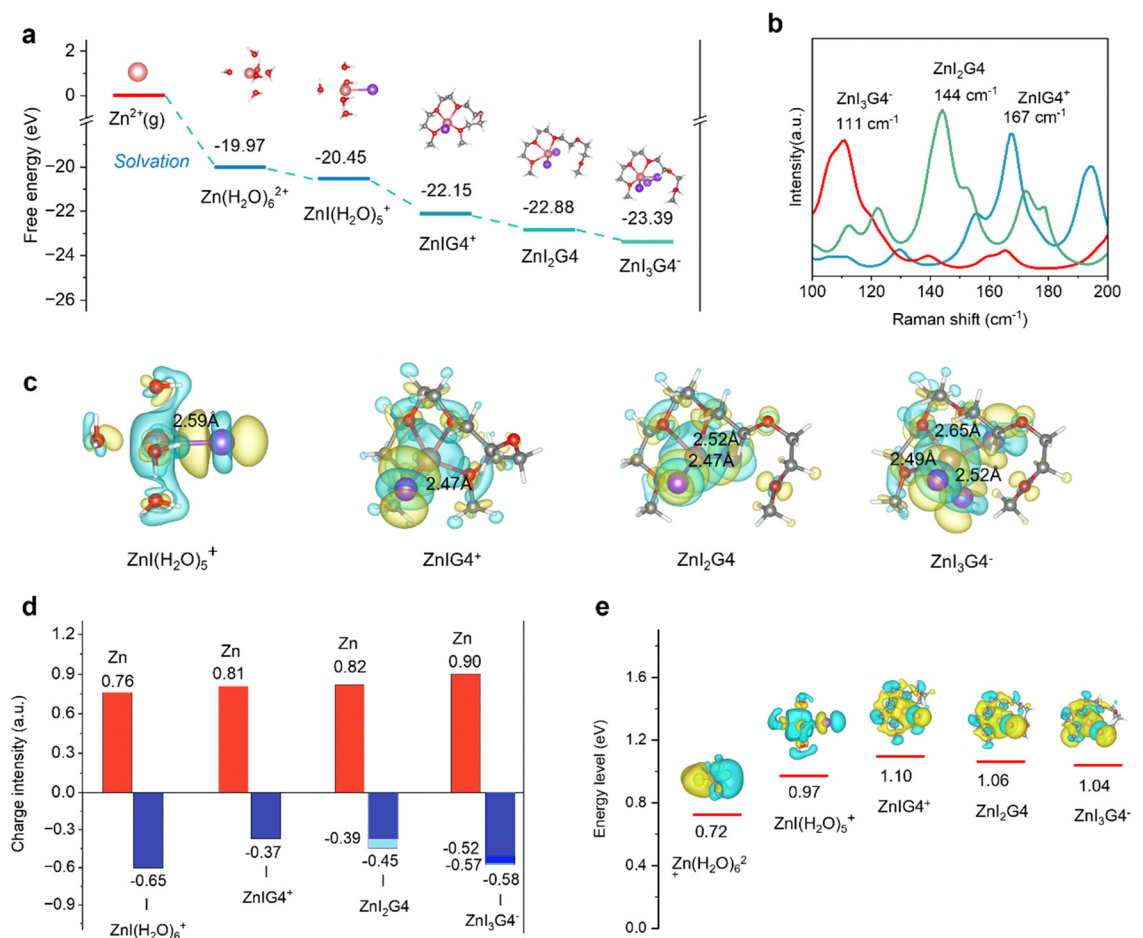 a
Free energy (eV)
2
0
−20
−22
−24
−26
Zn²⁺(g)
Solvation
-19.97
Zn(H₂O)₆²⁺
-20.45
ZnI(H₂O)₅⁺
-22.15
ZnIG4⁺
-22.88
ZnI₂G4
-23.39
ZnI₃G4⁻
b
Intensity(a.u.)
ZnI₃G4⁻
111 cm⁻¹
ZnI₂G4
144 cm⁻¹
ZnIG4⁺
167 cm⁻¹
100 120 140 160 180 200
Raman shift (cm⁻¹)
c
2.59Å
ZnI(H₂O)₅⁺
2.47Å
ZnIG4⁺
2.52Å
2.47Å
ZnI₂G4
2.65Å
2.49Å
2.52Å
ZnI₃G4⁻
d
Charge intensity (a.u.)
1.2
0.9
0.6
0.3
0.0
−0.3
−0.6
−0.9
Zn
0.76
Zn
0.81
Zn
0.82
Zn
0.90
-0.65
ZnI(H₂O)₆⁺
I
-0.37
I
ZnIG4⁺
-0.39
-0.45
I
ZnI₂G4
-0.52
-0.57
-0.58
I
ZnI₃G4⁻
e
Energy level (eV)
1.6
1.2
0.8
0.4
0.0
0.72
Zn(H₂O)₆²
+
0.97
ZnI(H₂O)₅⁺
1.10
ZnIG4⁺
1.06
ZnI₂G4
1.04
ZnI₃G4⁻